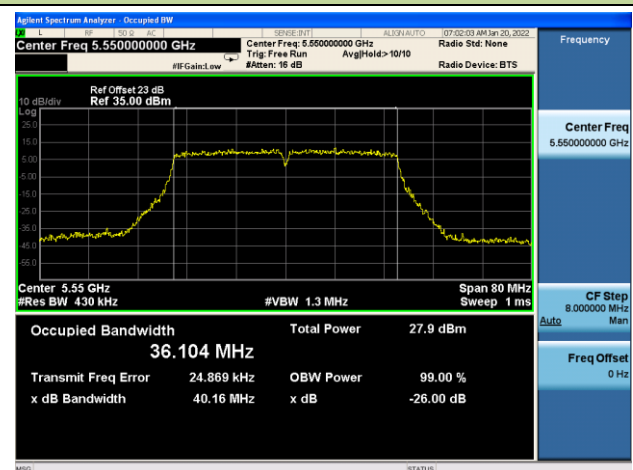 Agilent Spectrum Analyzer - Occupied BW
L RF 50 Ω AC SENSE:INT ALIGN AUTO 07:02:03 AM Jan 20, 2022
Center Freq 5.550000000 GHz
Center Freq: 5.550000000 GHz
Radio Std: None
Trig: Free Run Avg|Hold:>10/10
#IFGain:Low
#Atten: 16 dB
Radio Device: BTS
Frequency
Ref Offset 23 dB
10 dB/div Ref 35.00 dBm
Log
25.0
15.0
5.00
-5.00
-15.0
-25.0
-35.0
-45.0
-55.0
Center Freq
5.550000000 GHz
Center 5.55 GHz Span 80 MHz
#Res BW 430 kHz #VBW 1.3 MHz Sweep 1 ms
CF Step
8.000000 MHz
Auto Man
Occupied Bandwidth Total Power 27.9 dBm
36.104 MHz
Freq Offset
0 Hz
Transmit Freq Error 24.869 kHz OBW Power 99.00 %
x dB Bandwidth 40.16 MHz x dB -26.00 dB
MSG STATUS